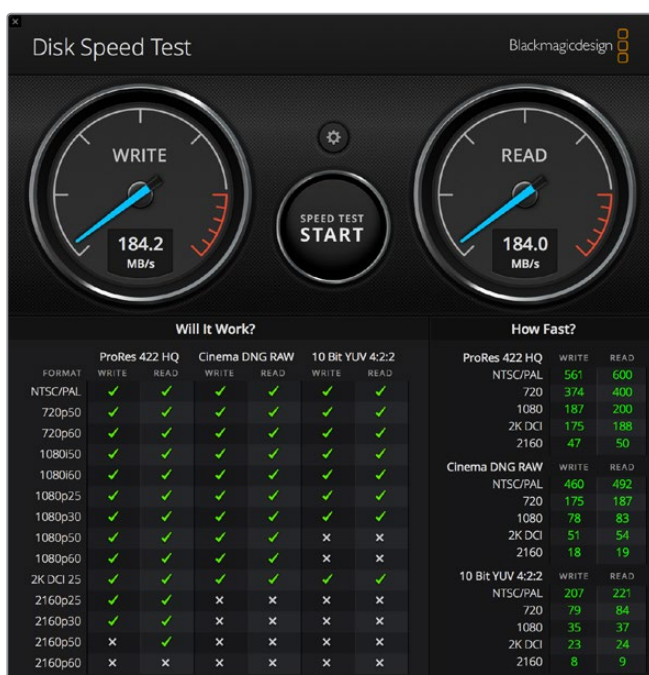 Disk Speed Test
Blackmagicdesign
WRITE
184.2
MB/s
SPEED TEST
START
READ
184.0
MB/s
Will It Work?
ProRes 422 HQ Cinema DNG RAW 10 Bit YUV 4:2:2
FORMAT WRITE READ WRITE READ WRITE READ
NTSC/PAL ✓ ✓ ✓ ✓ ✓ ✓
720p50 ✓ ✓ ✓ ✓ ✓ ✓
720p60 ✓ ✓ ✓ ✓ ✓ ✓
1080i50 ✓ ✓ ✓ ✓ ✓ ✓
1080i60 ✓ ✓ ✓ ✓ ✓ ✓
1080p25 ✓ ✓ ✓ ✓ ✓ ✓
1080p30 ✓ ✓ ✓ ✓ ✓ ✓
1080p50 ✓ ✓ ✓ ✓ × ×
1080p60 ✓ ✓ ✓ ✓ × ×
2K DCI 25 ✓ ✓ ✓ ✓ ✓ ✓
2160p25 ✓ ✓ × × × ×
2160p30 ✓ ✓ × × × ×
2160p50 × ✓ × × × ×
2160p60 × × × × × ×
How Fast?
ProRes 422 HQ WRITE READ
NTSC/PAL 561 600
720 374 400
1080 187 200
2K DCI 175 188
2160 47 50
Cinema DNG RAW WRITE READ
NTSC/PAL 460 492
720 175 187
1080 78 83
2K DCI 51 54
2160 18 19
10 Bit YUV 4:2:2 WRITE READ
NTSC/PAL 207 221
720 79 84
1080 35 37
2K DCI 23 24
2160 8 9